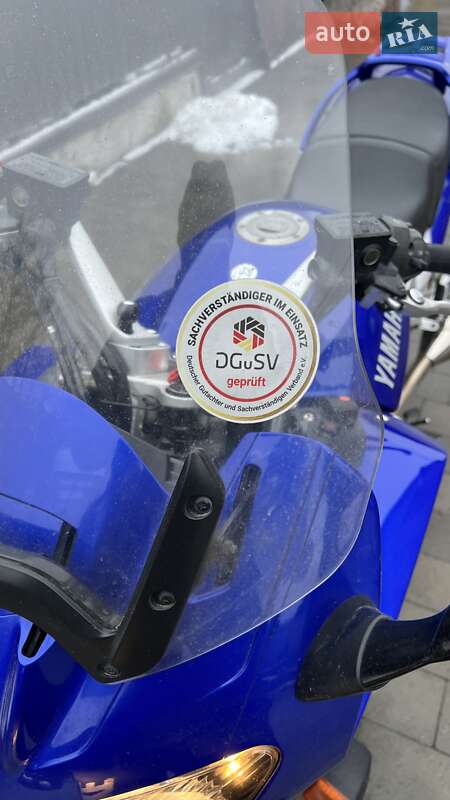 auto RIA
.com
SACHVERSTÄNDIGER IM EINSATZ
DGuSV
geprüft
Deutscher Gutachter und Sachverständigen Verband e.V.
YAMAHA